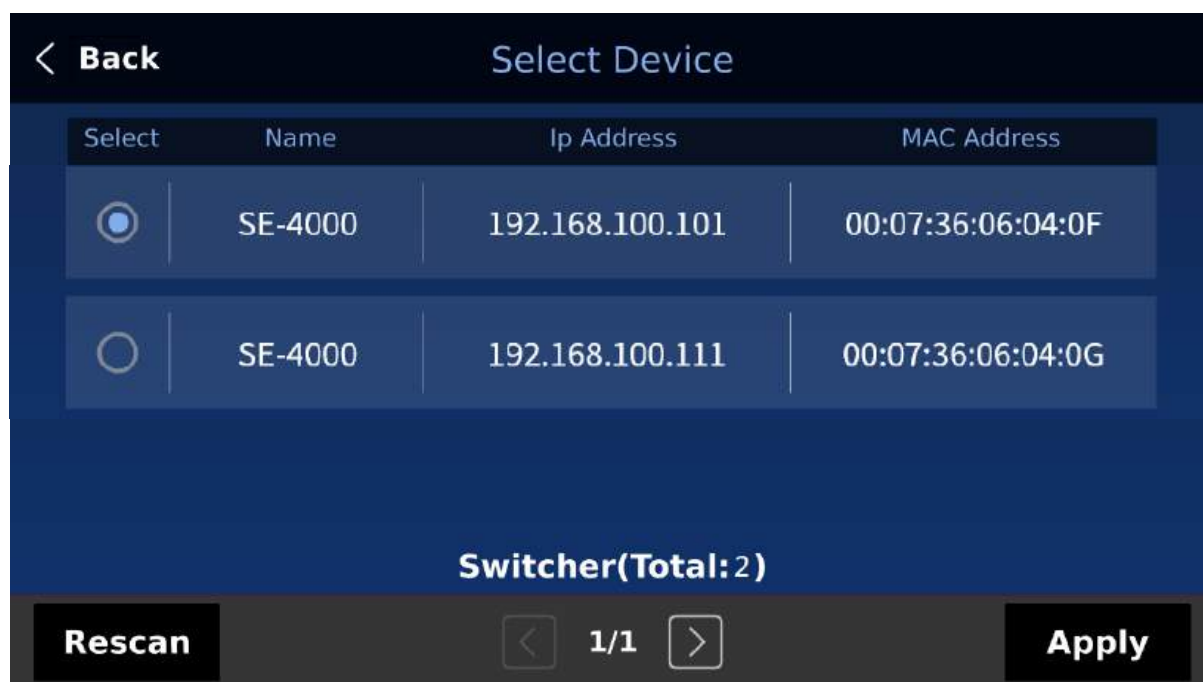 Back
Select Device
Select Name Ip Address MAC Address
SE-4000 192.168.100.101 00:07:36:06:04:0F
SE-4000 192.168.100.111 00:07:36:06:04:0G
Switcher(Total:2)
Rescan 1/1 Apply